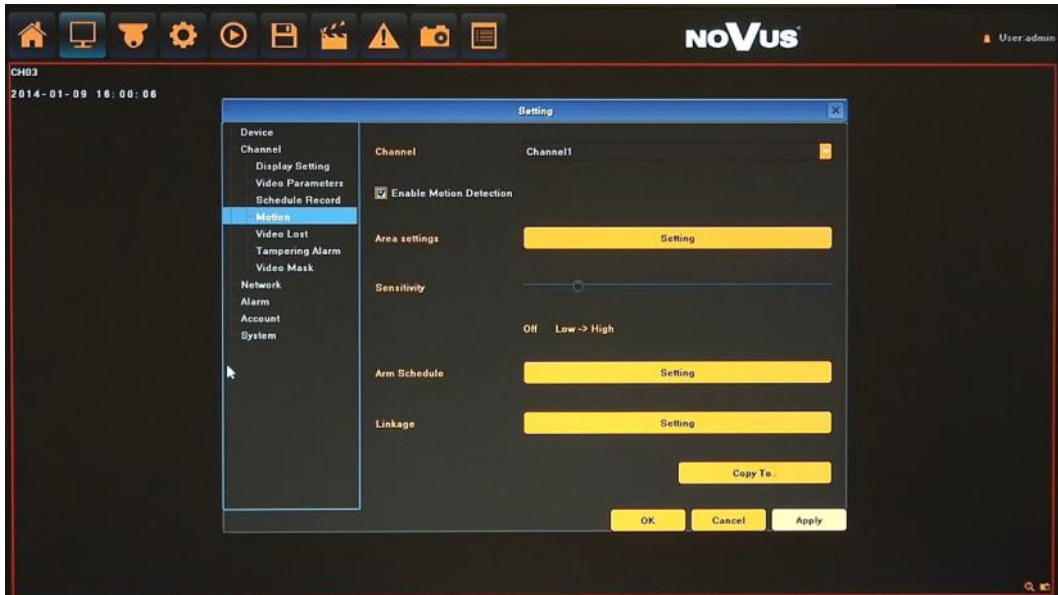 NOVUS
User:admin
CH03
2014-01-09 16:00:06
Setting
Device
Channel
Display Setting
Video Parameters
Schedule Record
Motion
Video Lost
Tampering Alarm
Video Mask
Network
Alarm
Account
System
Channel Channel1
Enable Motion Detection
Area settings Setting
Sensitivity
Off Low -> High
Arm Schedule Setting
Linkage Setting
Copy To..
OK Cancel Apply